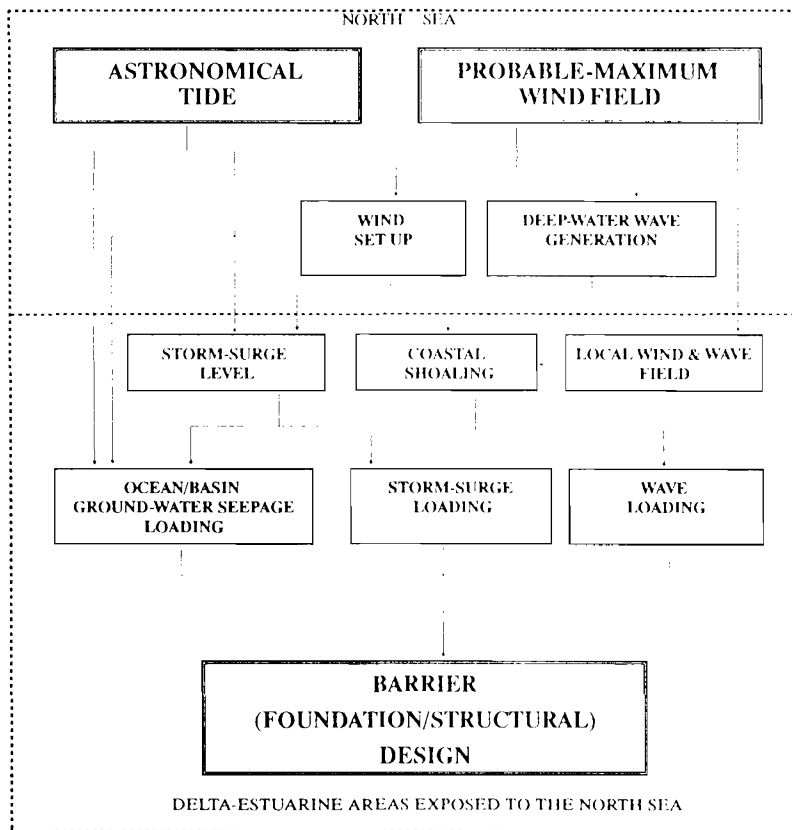 NORTH SEA
ASTRONOMICAL
TIDE
PROBABLE-MAXIMUM
WIND FIELD
WIND
SET UP
DEEP-WATER WAVE
GENERATION
STORM-SURGE
LEVEL
COASTAL
SHOALING
LOCAL WIND & WAVE
FIELD
OCEAN/BASIN
GROUND-WATER SEEPAGE
LOADING
STORM-SURGE
LOADING
WAVE
LOADING
BARRIER
(FOUNDATION/STRUCTURAL)
DESIGN
DELTA-ESTUARINE AREAS EXPOSED TO THE NORTH SEA